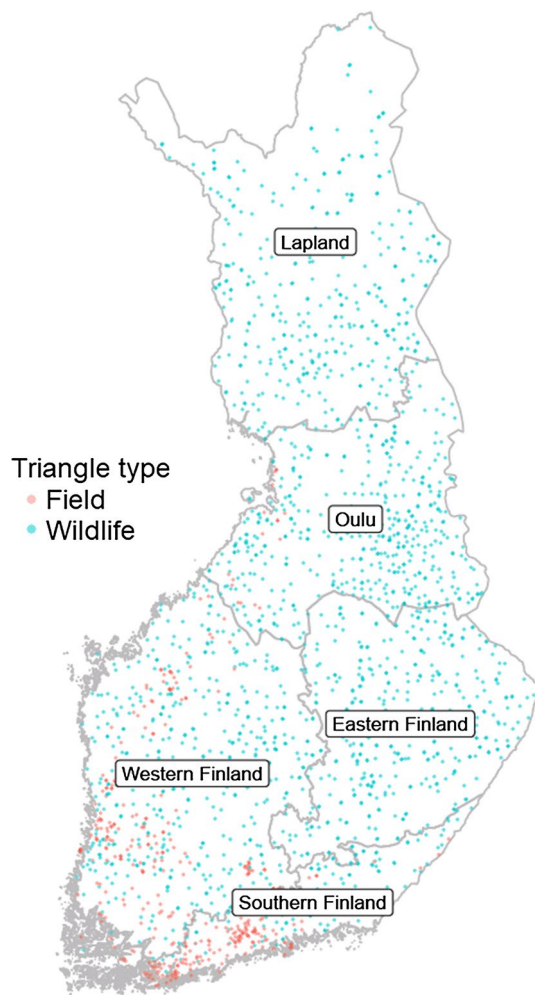 Lapland
Triangle type
Field
Wildlife
Oulu
Eastern Finland
Western Finland
Southern Finland